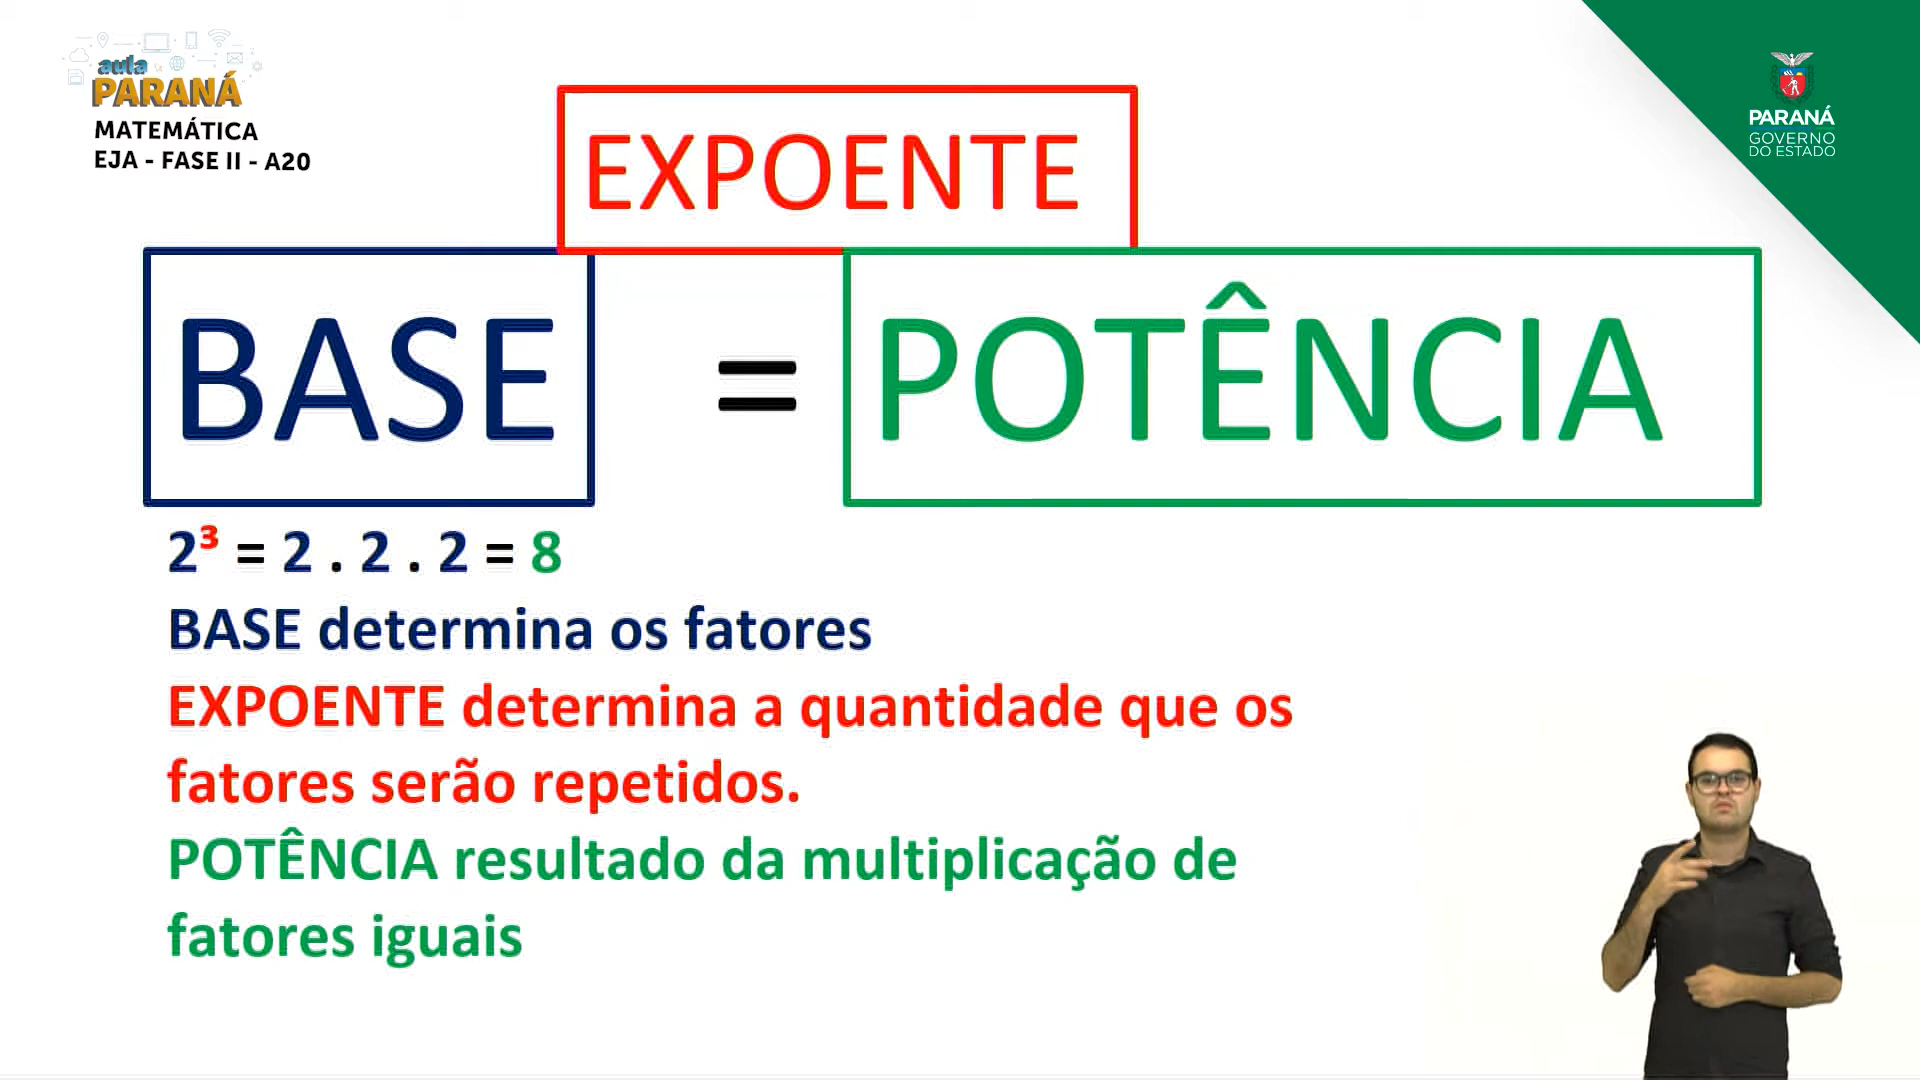 aula
PARANÁ
MATEMÁTICA
EJA - FASE II - A20
PARANÁ
GOVERNO
DO ESTADO
EXPOENTE
BASE = POTÊNCIA
2³ = 2 . 2 . 2 = 8
BASE determina os fatores
EXPOENTE determina a quantidade que os
fatores serão repetidos.
POTÊNCIA resultado da multiplicação de
fatores iguais